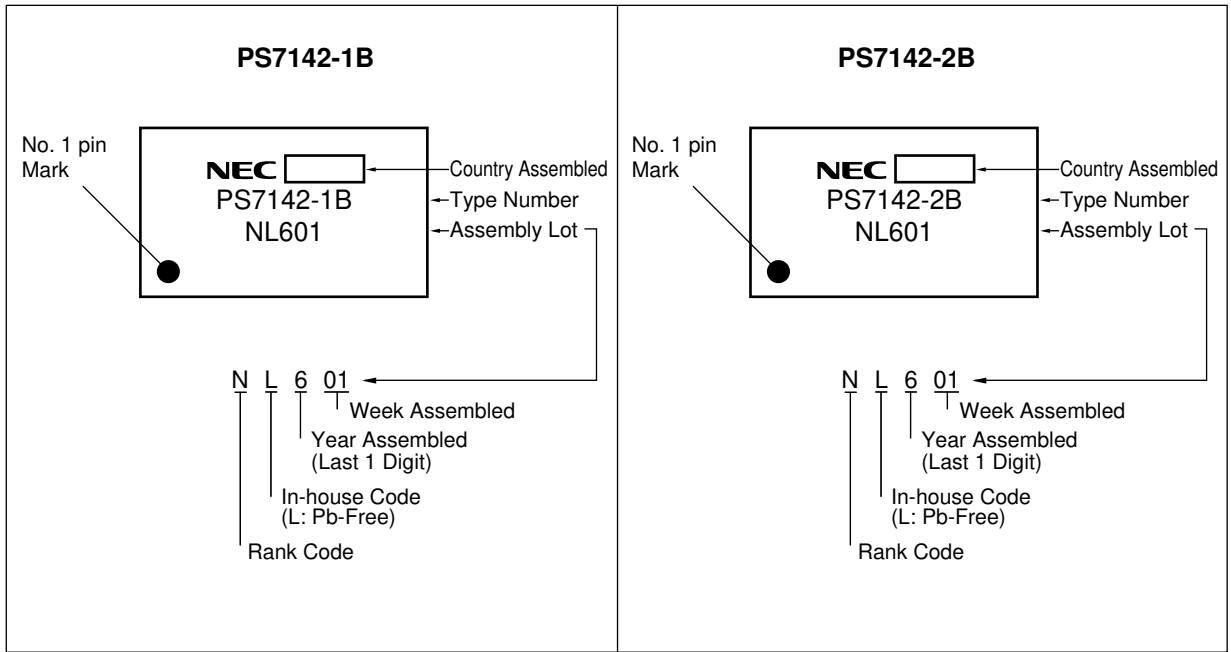 PS7142-1B
No. 1 pin
Mark
NEC
Country Assembled
PS7142-1B
Type Number
NL601
Assembly Lot
N L 6 01
Week Assembled
Year Assembled
(Last 1 Digit)
In-house Code
(L: Pb-Free)
Rank Code
PS7142-2B
No. 1 pin
Mark
NEC
Country Assembled
PS7142-2B
Type Number
NL601
Assembly Lot
N L 6 01
Week Assembled
Year Assembled
(Last 1 Digit)
In-house Code
(L: Pb-Free)
Rank Code